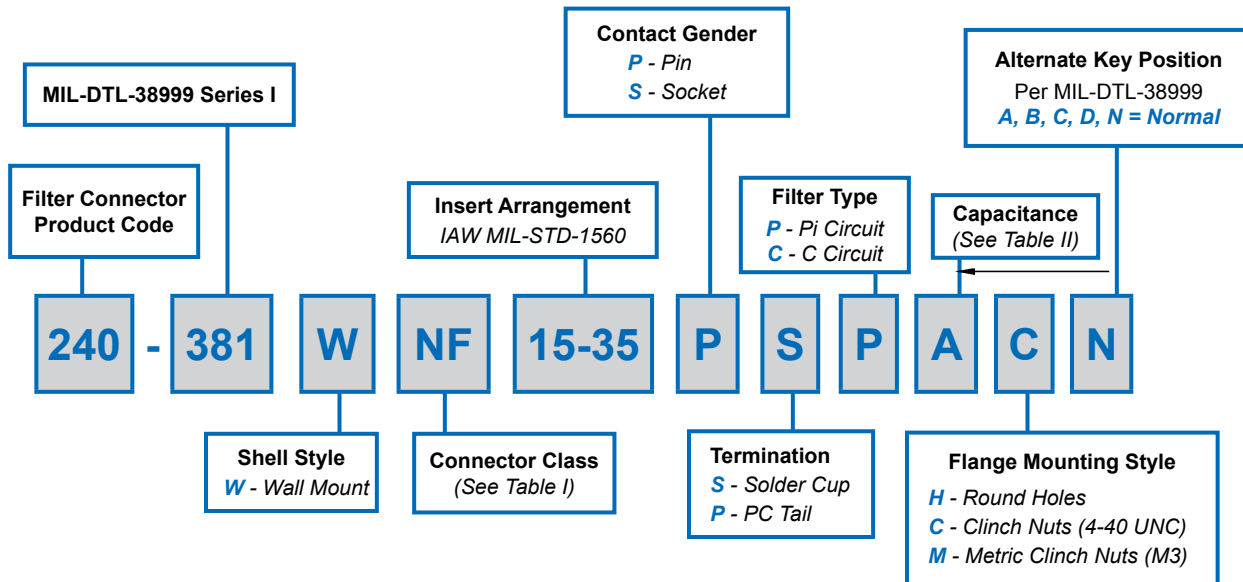 Contact Gender
P - Pin
S - Socket
Alternate Key Position
Per MIL-DTL-38999
A, B, C, D, N = Normal
MIL-DTL-38999 Series I
Filter Connector
Product Code
Insert Arrangement
IAW MIL-STD-1560
Filter Type
P - Pi Circuit
C - C Circuit
Capacitance
(See Table II)
240 - 381 W NF 15-35 P S P A C N
Shell Style
W - Wall Mount
Connector Class
(See Table I)
Termination
S - Solder Cup
P - PC Tail
Flange Mounting Style
H - Round Holes
C - Clinch Nuts (4-40 UNC)
M - Metric Clinch Nuts (M3)